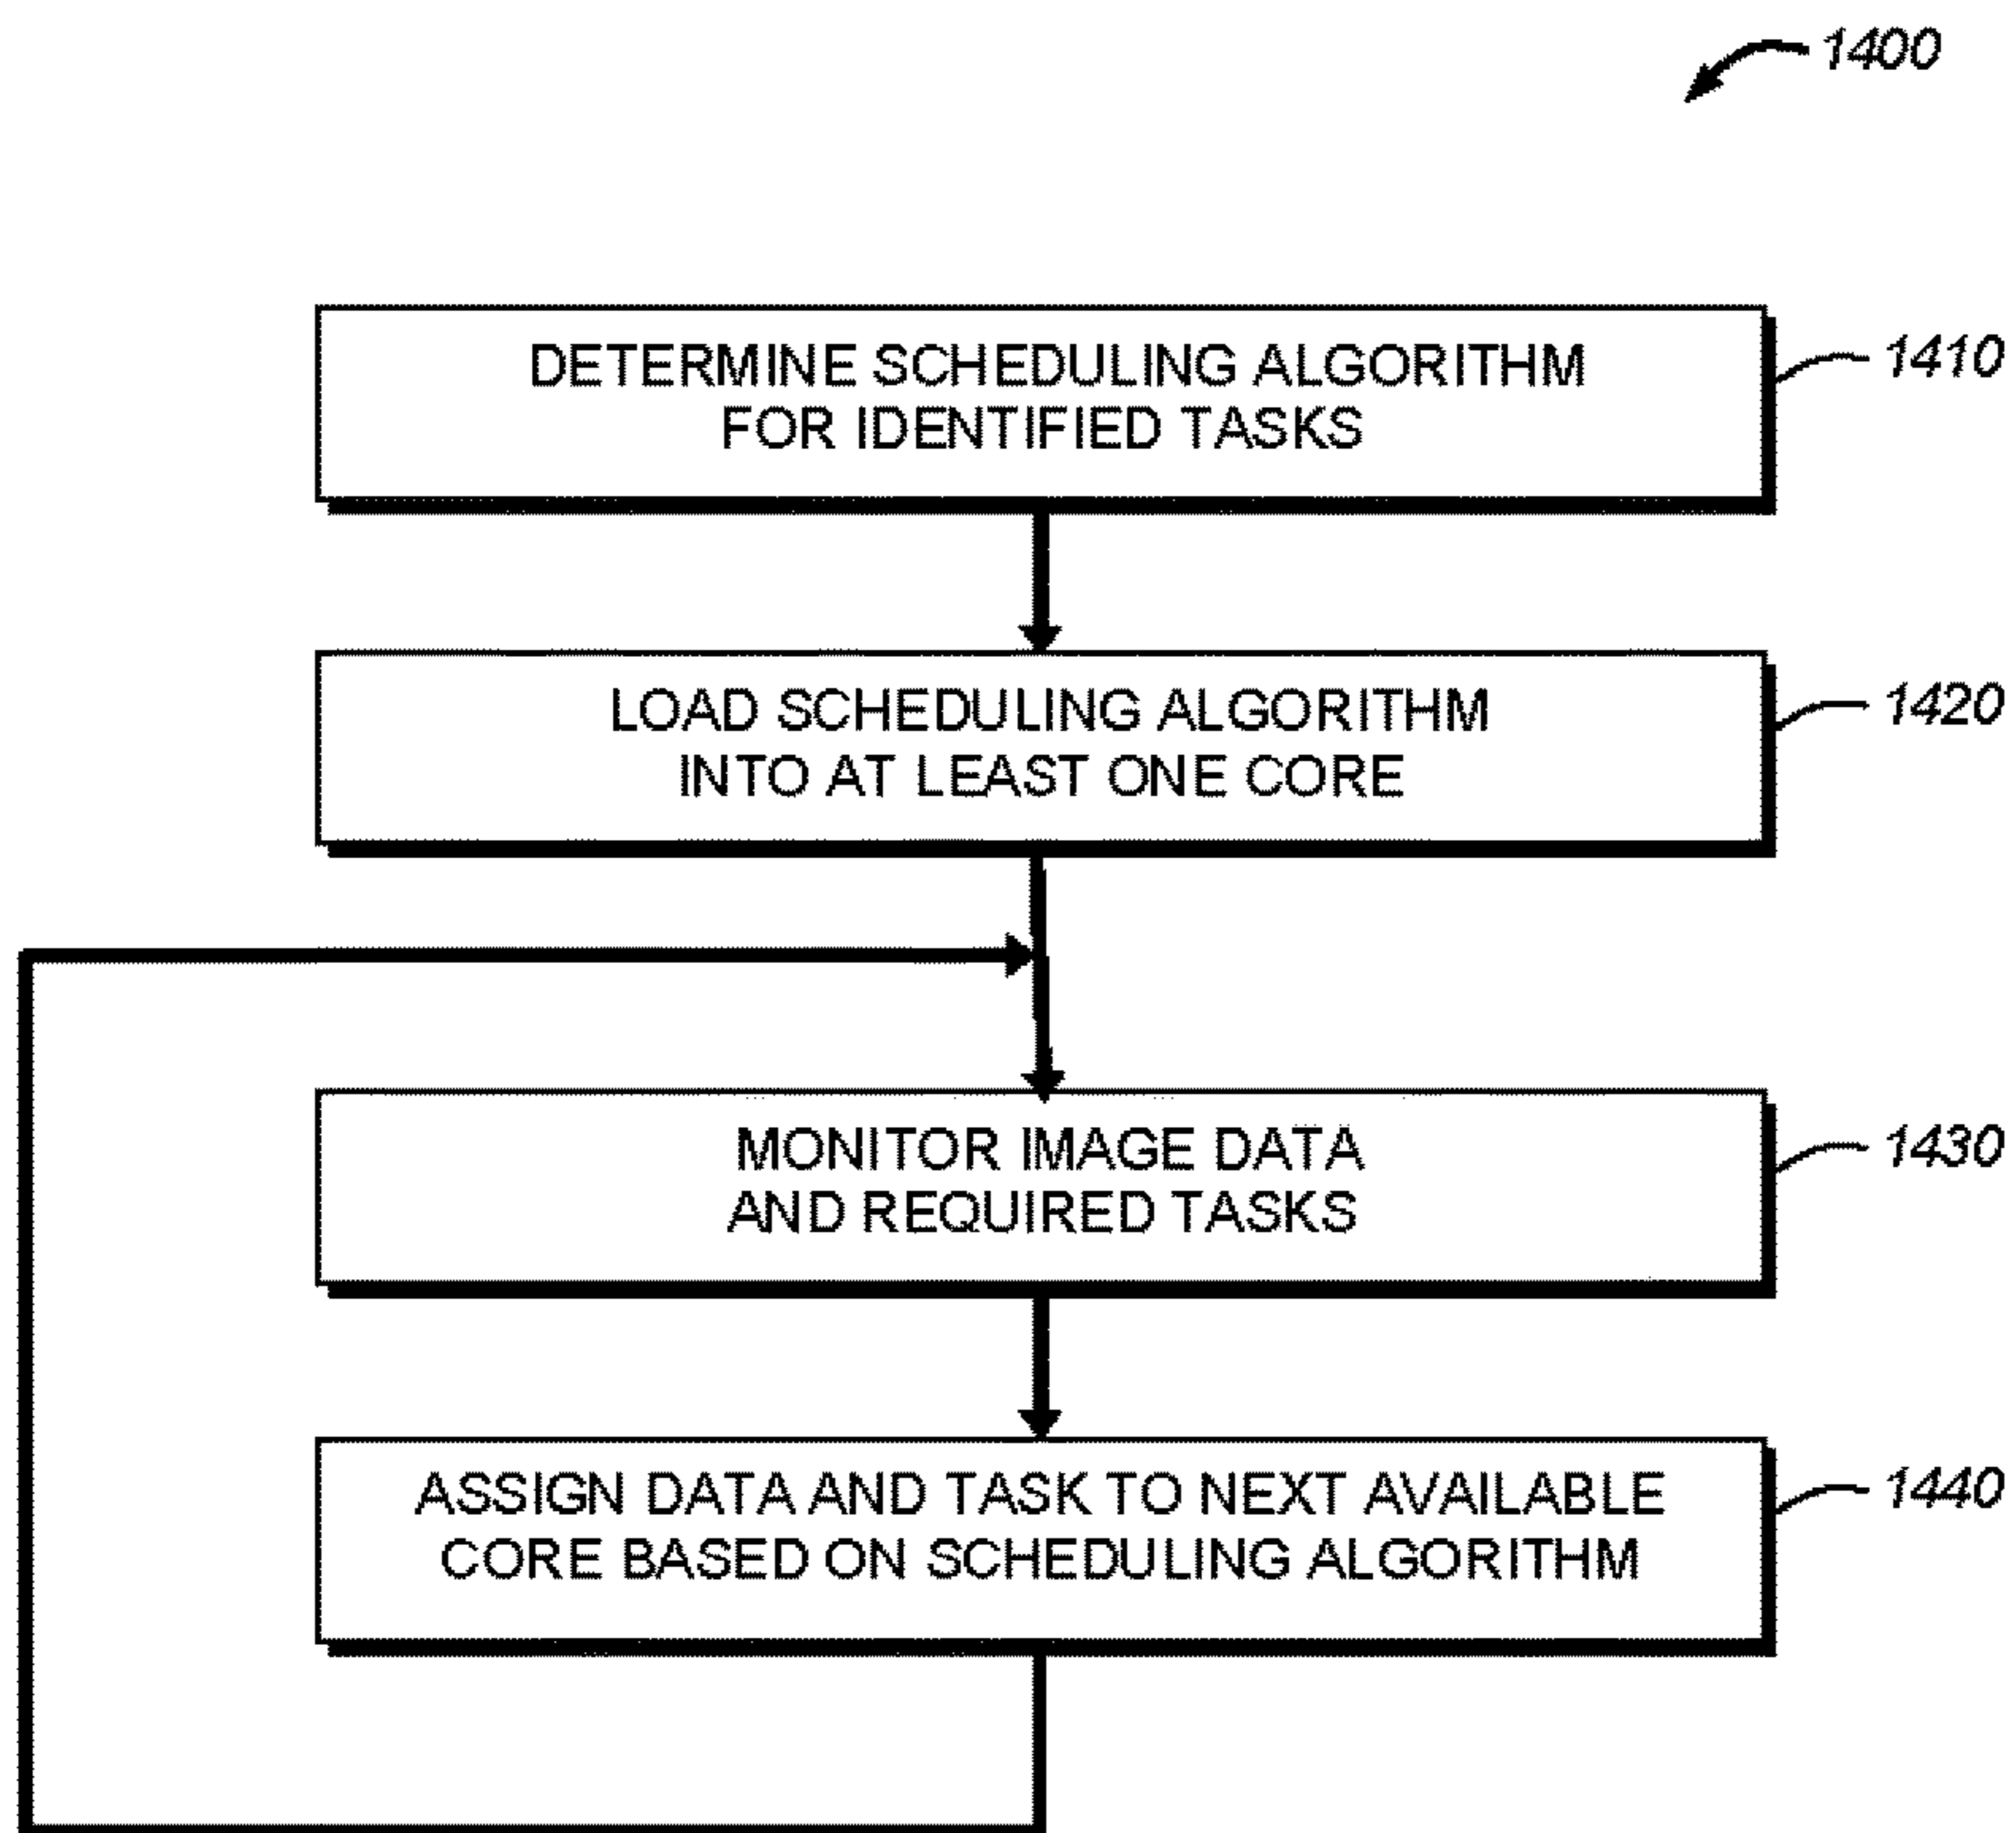 1400
DETERMINE SCHEDULING ALGORITHM
FOR IDENTIFIED TASKS
1410
LOAD SCHEDULING ALGORITHM
INTO AT LEAST ONE CORE
1420
MONITOR IMAGE DATA
AND REQUIRED TASKS
1430
ASSIGN DATA AND TASK TO NEXT AVAILABLE
CORE BASED ON SCHEDULING ALGORITHM
1440